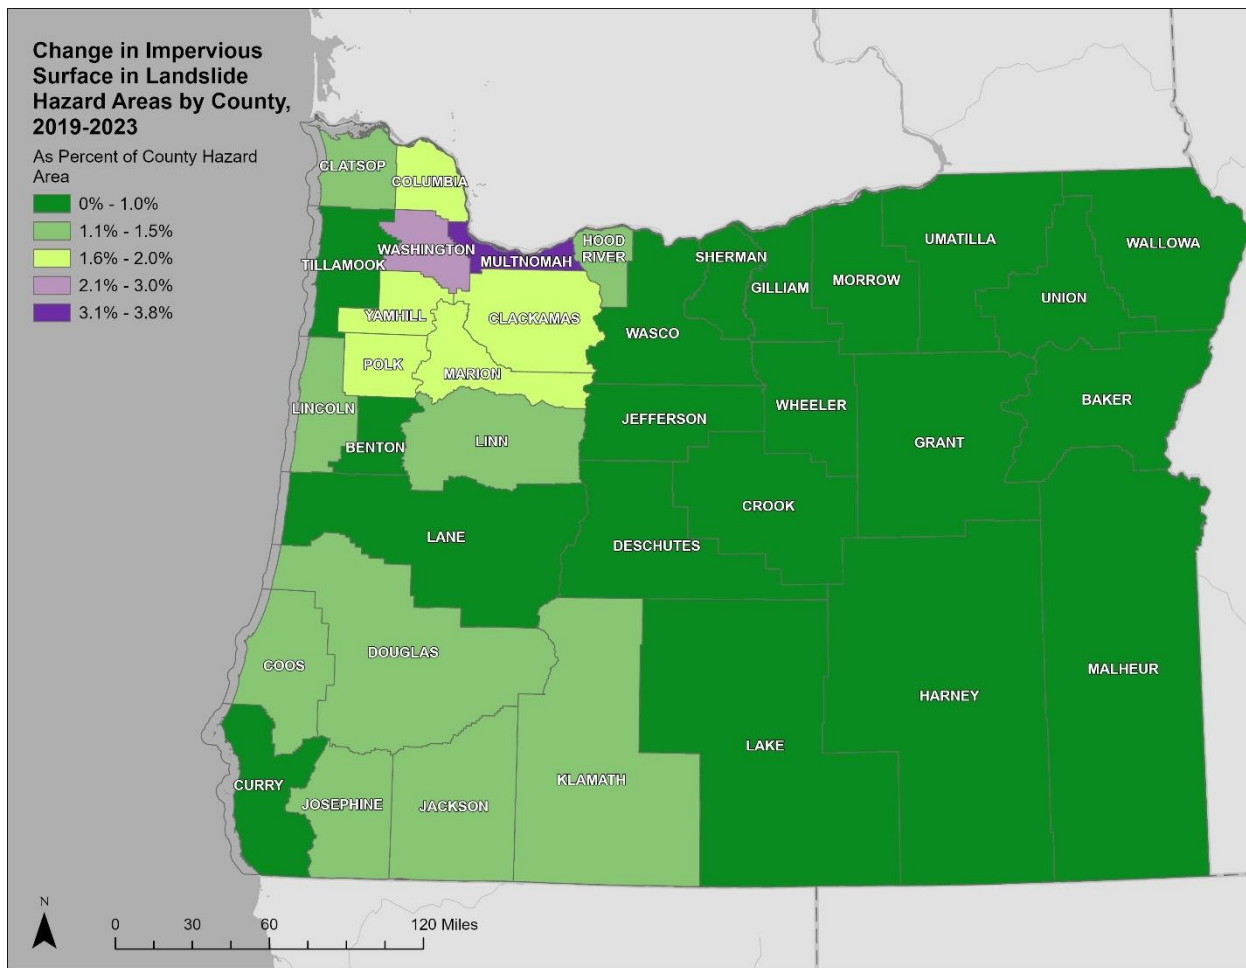 Change in Impervious
Surface in Landslide
Hazard Areas by County,
2019-2023
As Percent of County Hazard
Area
0% - 1.0%
1.1% - 1.5%
1.6% - 2.0%
2.1% - 3.0%
3.1% - 3.8%
CLATSOP
COLUMBIA
WASHINGTON
TILLAMOOK
MULTNOMAH
HOOD
RIVER
SHERMAN
UMATILLA
WALLOWA
GILLIAM
MORROW
UNION
YAMHILL
CLACKAMAS
WASCO
POLK
MARION
LINCOLN
BENTON
LINN
JEFFERSON
WHEELER
BAKER
GRANT
CROOK
LANE
DESCHUTES
COOS
DOUGLAS
MALHEUR
HARNEY
LAKE
CURRY
JOSEPHINE
JACKSON
KLAMATH
N
0 30 60 120 Miles